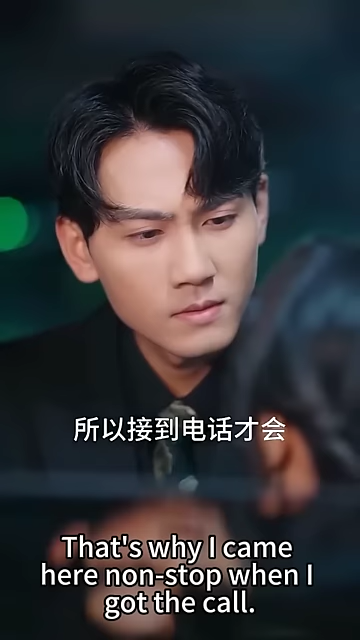 所以接到电话才会
That's why I came
here non-stop when I
got the call.